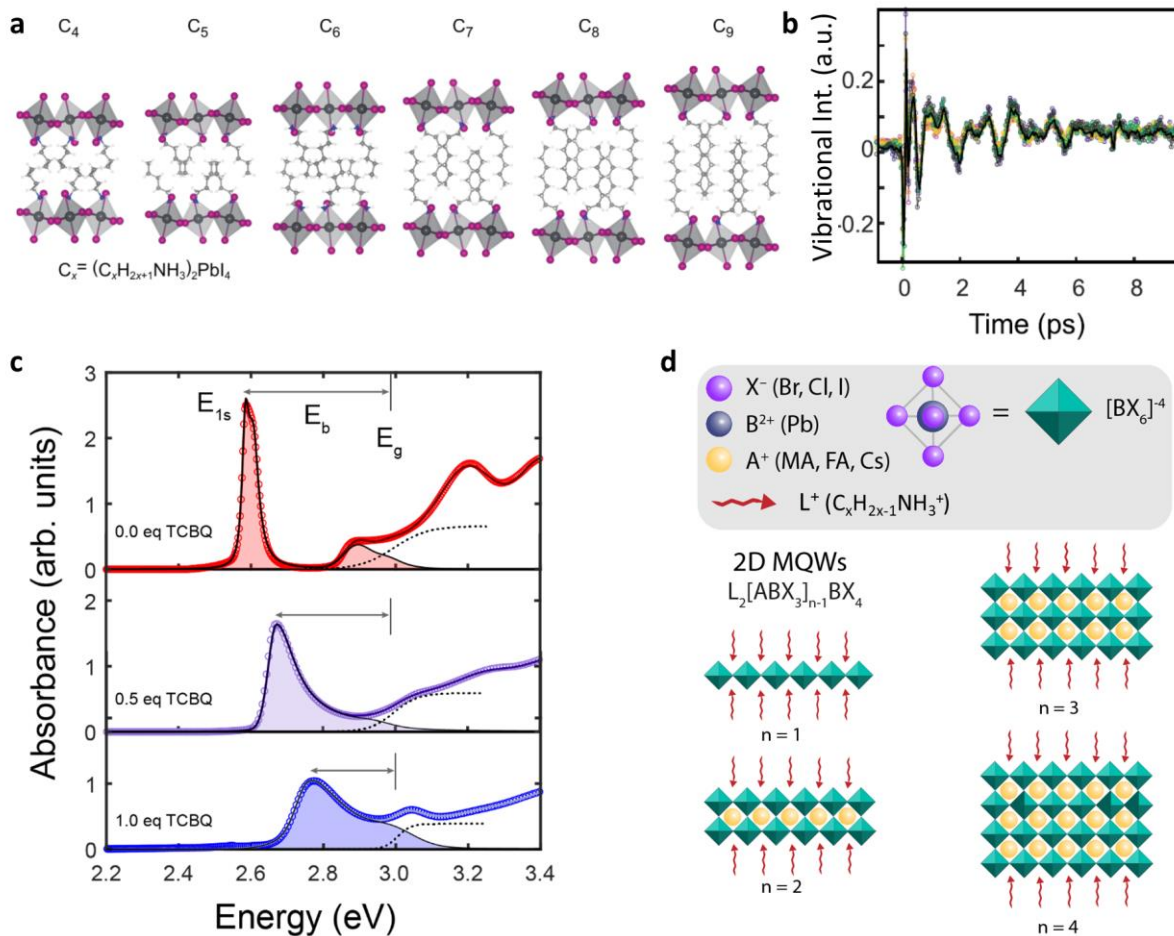 a
C₄ C₅ C₆ C₇ C₈ C₉
Cₓ= (CₓH₂ₓ₊₁NH₃)₂PbI₄
b
Vibrational Int. (a.u.)
0.2
0
-0.2
0 2 4 6 8
Time (ps)
c
Absorbance (arb. units)
3
2
1
0
E₁ₛ
E_b
E_g
0.0 eq TCBQ
2
1
0
0.5 eq TCBQ
2
1
0
1.0 eq TCBQ
2.2 2.4 2.6 2.8 3.0 3.2 3.4
Energy (eV)
d
X⁻ (Br, Cl, I)
B²⁺ (Pb)
A⁺ (MA, FA, Cs)
L⁺ (CₓH₂ₓ₋₁NH₃⁺)
= [BX₆]⁻⁴
2D MQWs
L₂[ABX₃]ₙ₋₁BX₄
n = 1
n = 2
n = 3
n = 4